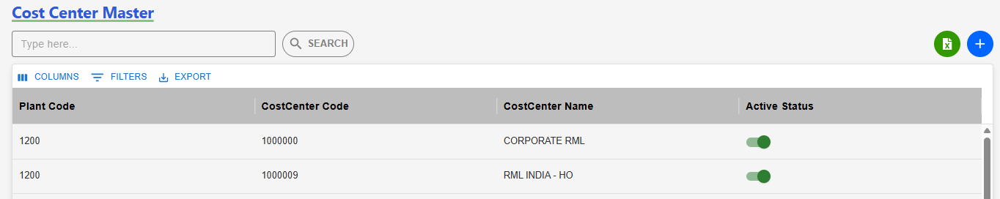 Cost Center Master
Type here... SEARCH
COLUMNS FILTERS EXPORT
Plant Code CostCenter Code CostCenter Name Active Status
1200 1000000 CORPORATE RML
1200 1000009 RML INDIA - HO